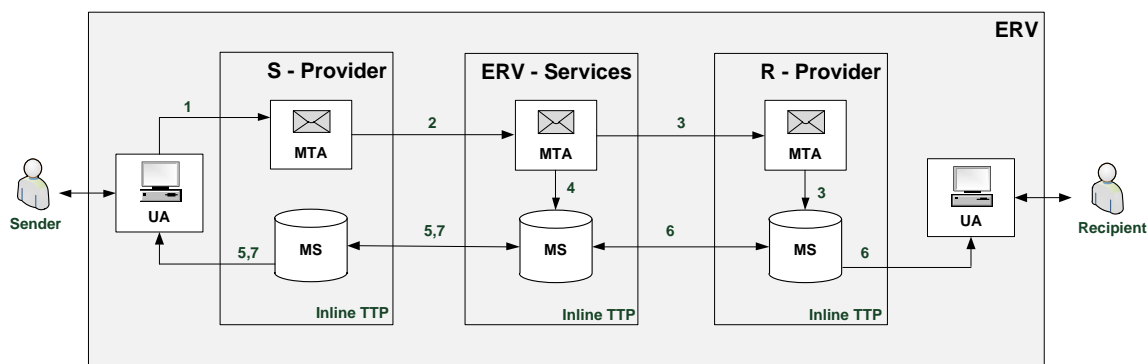 ERV
S - Provider
ERV - Services
R - Provider
1
2
3
MTA
MTA
MTA
4
3
UA
UA
Sender
Recipient
5,7
6
MS
MS
MS
5,7
6
Inline TTP
Inline TTP
Inline TTP